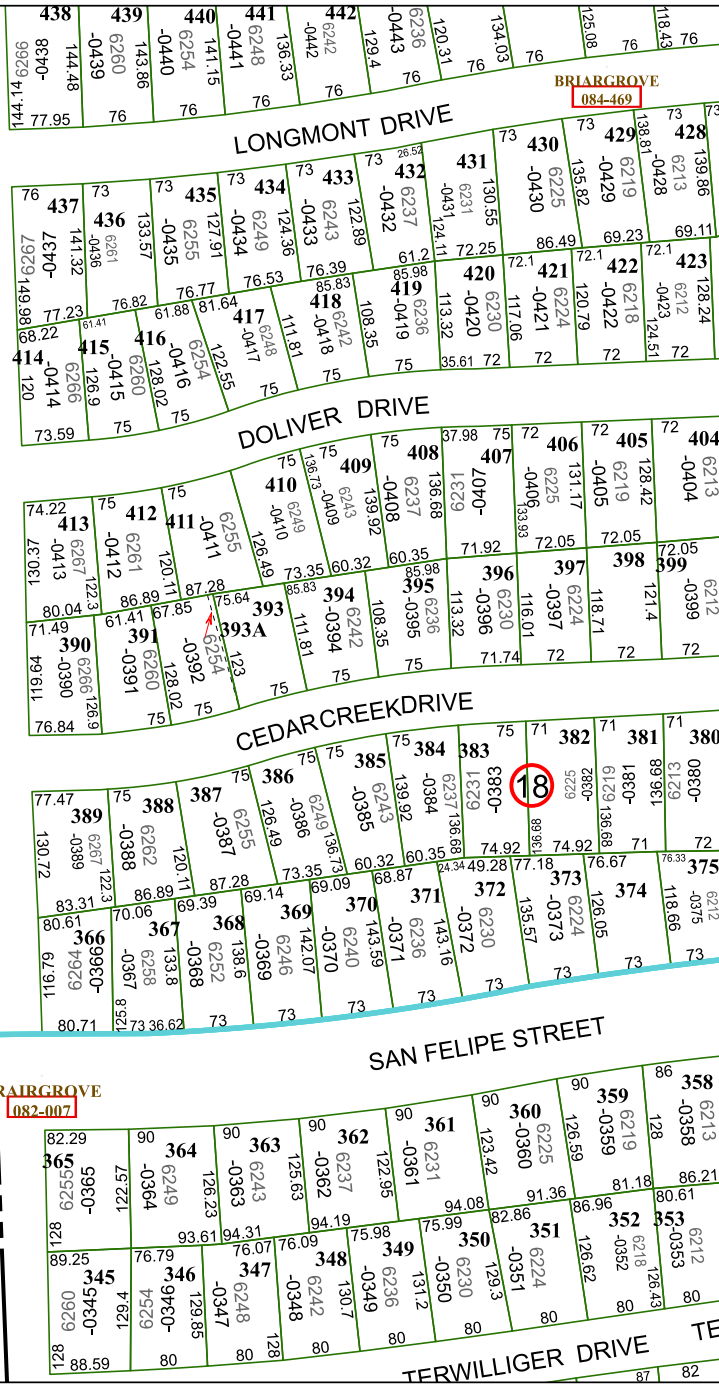 438 439 440 441 442
6266 -0438 144.48 -0439 6260 143.86 -0440 6254 141.15 -0441 6248 136.33 -0442 6242 129.4 -0443 6236 120.31 134.03 125.08 118.43
144.14 77.95 76 76 76 76 76 76 76 76
BRIARGROVE
084-469
LONGMONT DRIVE
76 73 73 73 73 73 26.52 73 73 73
437 436 435 434 433 432 431 430 429 428
149.98 6267 -0437 141.32 -0436 6261 133.57 -0435 6255 127.91 -0434 6249 124.36 -0433 6243 122.89 -0432 6237 124.11 -0431 6231 130.55 -0430 6225 135.82 -0429 6219 138.81 -0428 6213 139.86
77.23 76.82 76.77 76.53 76.39 61.2 72.25 86.49 69.23 69.11
68.22 61.41 61.88 81.64 85.83 85.98 72.1 72.1 72.1
414 415 416 417 418 419 420 421 422 423
120 -0414 6266 126.9 -0415 6260 128.02 -0416 6254 122.55 -0417 6248 111.81 -0418 6242 108.35 -0419 6236 113.32 -0420 6230 117.06 -0421 6224 120.79 -0422 6218 124.51 -0423 6212 128.24
73.59 75 75 75 75 75 35.61 72 72 72 72
DOLIVER DRIVE
74.22 75 75 75 75 75 37.98 75 72 72 72
413 412 411 410 409 408 407 406 405 404
130.37 -0413 6267 122.3 -0412 6261 120.11 -0411 6255 126.49 -0410 6249 136.73 -0409 6243 139.92 -0408 6237 136.68 6231 -0407 133.93 -0406 6225 131.17 -0405 6219 128.42 -0404 6213
80.04 86.89 87.28 73.35 60.32 60.35 71.92 72.05 72.05 72.05
71.49 61.41 67.85 75.64 85.83 85.98
390 391 393A 393 394 395 396 397 398 399
119.64 -0390 6266 126.9 -0391 6260 128.02 -0392 6254 123 111.81 -0394 6242 108.35 -0395 6236 113.32 -0396 6230 116.01 -0397 6224 118.71 121.4 -0399 6212
76.84 75 75 75 75 75 71.74 72 72 72
CEDAR CREEK DRIVE
77.47 75 75 75 75 75 71 71 71
389 388 387 386 385 384 383 382 381 380
18
130.72 -0389 6267 122.3 -0388 6262 120.11 -0387 6255 126.49 -0386 6249 136.73 -0385 6243 139.92 -0384 6237 136.68 6231 -0383 136.68 6225 -0382 136.68 6219 -0381 136.68 6213 -0380
83.31 86.89 87.28 73.35 60.32 60.35 74.92 74.92 71 72
80.61 70.06 69.39 69.14 69.09 68.87 24.34 49.28 77.18 76.67 76.33
366 367 368 369 370 371 372 373 374 375
116.79 6264 -0366 125.8 -0367 6258 133.8 -0368 6252 138.6 -0369 6246 142.07 -0370 6240 143.59 -0371 6236 143.16 -0372 6230 135.57 -0373 6224 126.05 118.66 -0375 6212
80.71 73 36.62 73 73 73 73 73 73 73
SAN FELIPE STREET
RAIRGROVE
082-007
82.29 90 90 90 90 90 90 86
365 364 363 362 361 360 359 358
128 6255 -0365 122.57 -0364 6249 126.23 -0363 6243 125.63 -0362 6237 122.95 -0361 6231 123.42 -0360 6225 126.59 -0359 6219 128 -0358 6213
93.61 94.31 94.19 94.08 91.36 81.18 86.21
89.25 76.79 76.07 76.09 75.98 75.99 82.86 86.96 80.61
345 346 347 348 349 350 351 352 353
128 6260 -0345 129.4 6254 -0346 129.85 -0347 6248 128 -0348 6242 130.7 -0349 6236 131.2 -0350 6230 129.3 -0351 6224 126.62 -0352 6218 126.43 -0353 6212
88.59 80 80 80 80 80 80 80 80
TERWILLIGER DRIVE TE
87 82